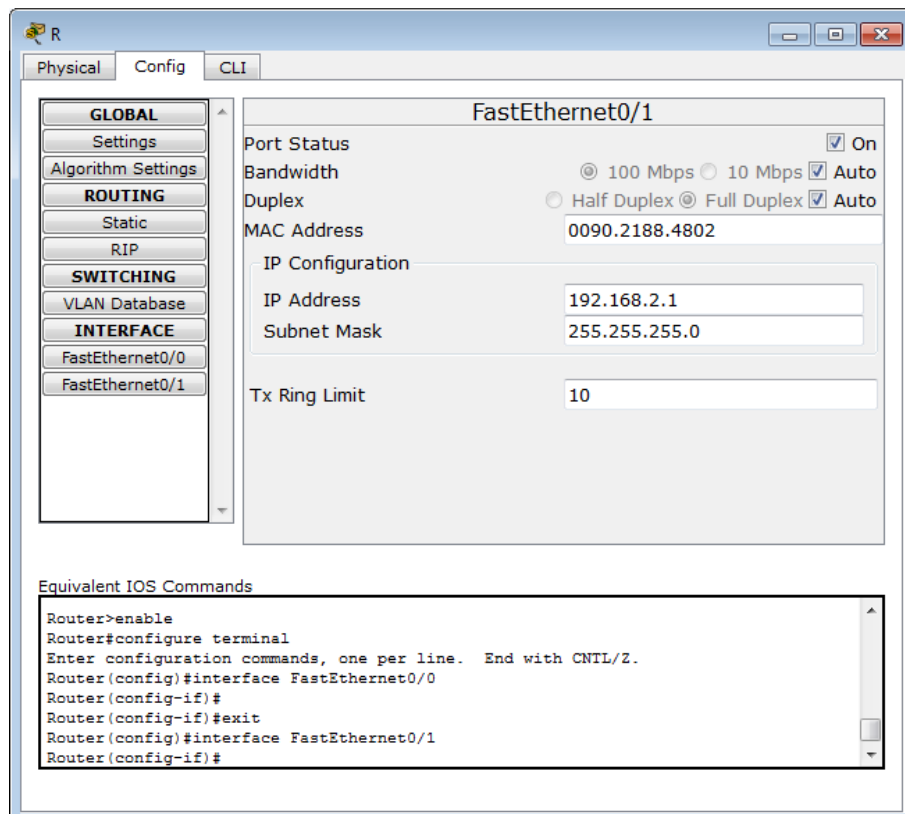 R
Physical Config CLI
GLOBAL
Settings
Algorithm Settings
ROUTING
Static
RIP
SWITCHING
VLAN Database
INTERFACE
FastEthernet0/0
FastEthernet0/1
FastEthernet0/1
Port Status On
Bandwidth 100 Mbps 10 Mbps Auto
Duplex Half Duplex Full Duplex Auto
MAC Address 0090.2188.4802
IP Configuration
IP Address 192.168.2.1
Subnet Mask 255.255.255.0
Tx Ring Limit 10
Equivalent IOS Commands
Router>enable
Router#configure terminal
Enter configuration commands, one per line.  End with CNTL/Z.
Router(config)#interface FastEthernet0/0
Router(config-if)#
Router(config-if)#exit
Router(config)#interface FastEthernet0/1
Router(config-if)#